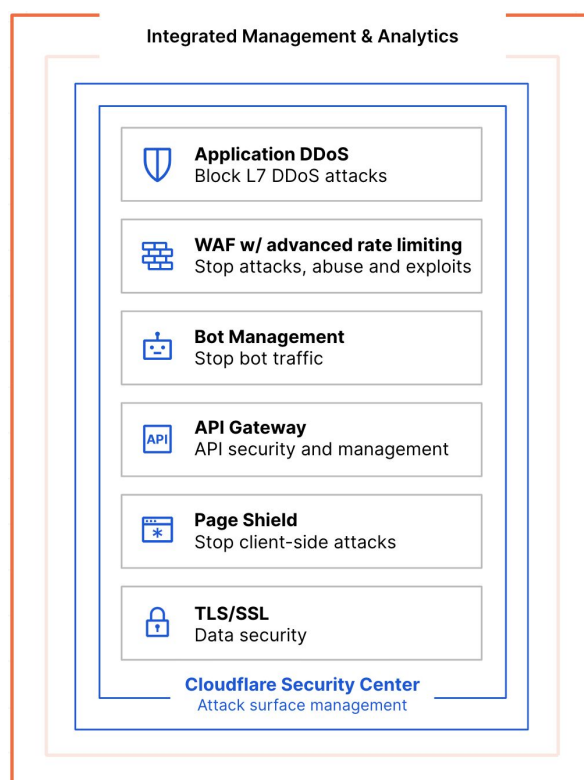 Integrated Management & Analytics
Application DDoS
Block L7 DDoS attacks
WAF w/ advanced rate limiting
Stop attacks, abuse and exploits
Bot Management
Stop bot traffic
API
API Gateway
API security and management
Page Shield
Stop client-side attacks
TLS/SSL
Data security
Cloudflare Security Center
Attack surface management